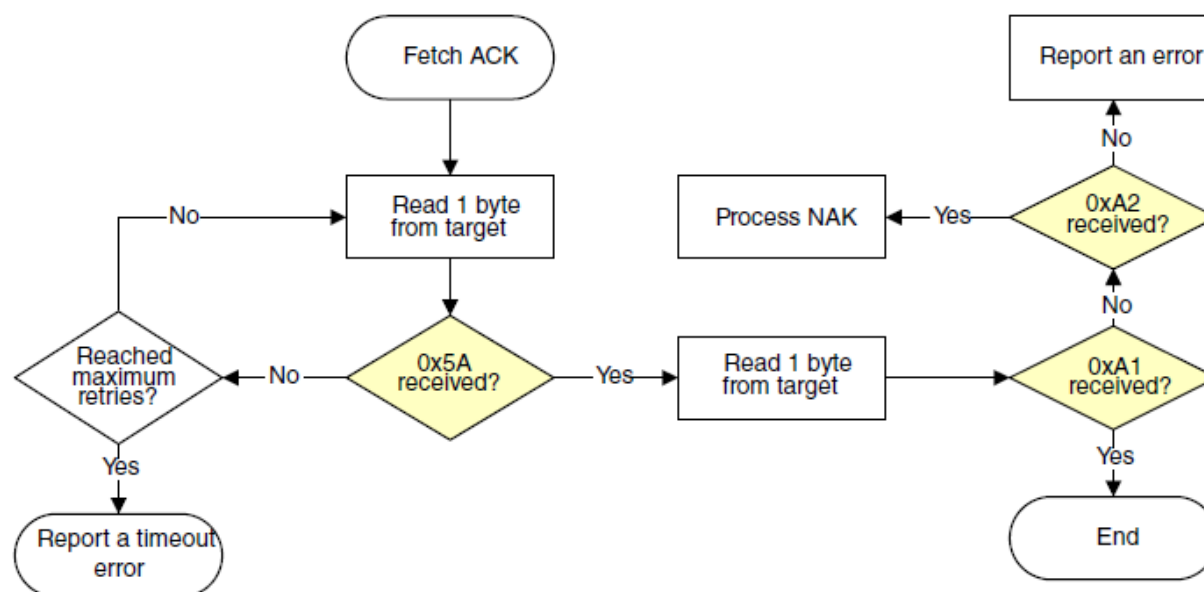 Fetch ACK
Report an error
No
No
Read 1 byte
from target
Process NAK
Yes
0xA2
received?
No
Reached
maximum
retries?
No
0x5A
received?
Yes
Read 1 byte
from target
0xA1
received?
Yes
Yes
Report a timeout
error
End